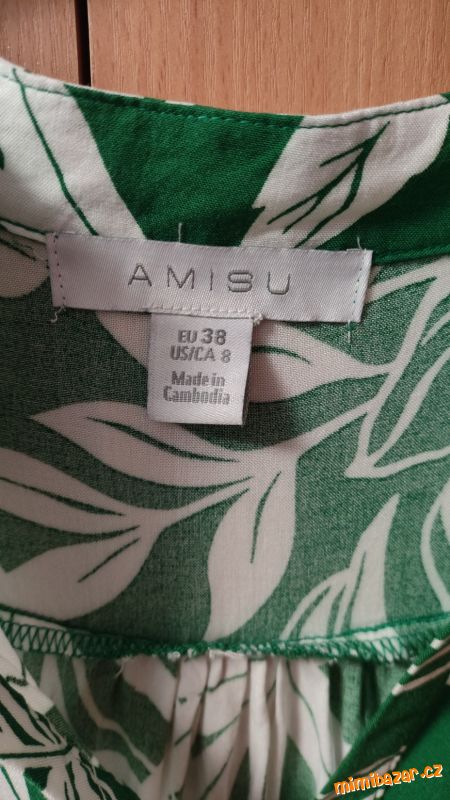 AMISU
EU 38
US/CA 8
Made in
Cambodia
mimibazar.cz